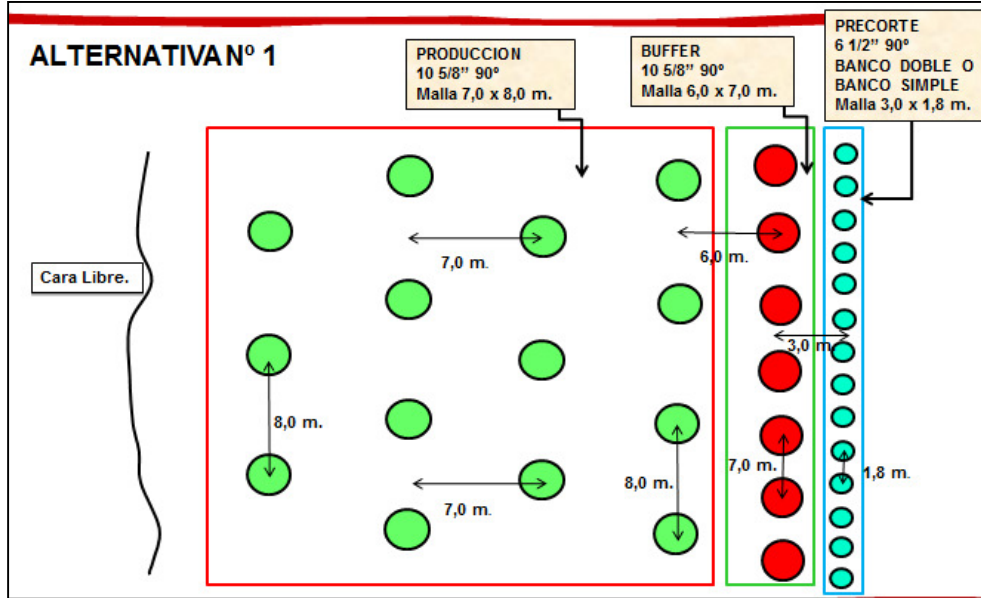 ALTERNATIVA Nº 1
PRODUCCION
10 5/8” 90º
Malla 7,0 x 8,0 m.
BUFFER
10 5/8” 90º
Malla 6,0 x 7,0 m.
PRECORTE
6 1/2” 90º
BANCO DOBLE O
BANCO SIMPLE
Malla 3,0 x 1,8 m.
Cara Libre.
7,0 m.
6,0 m.
3,0 m.
8,0 m.
7,0 m.
8,0 m.
7,0 m.
1,8 m.